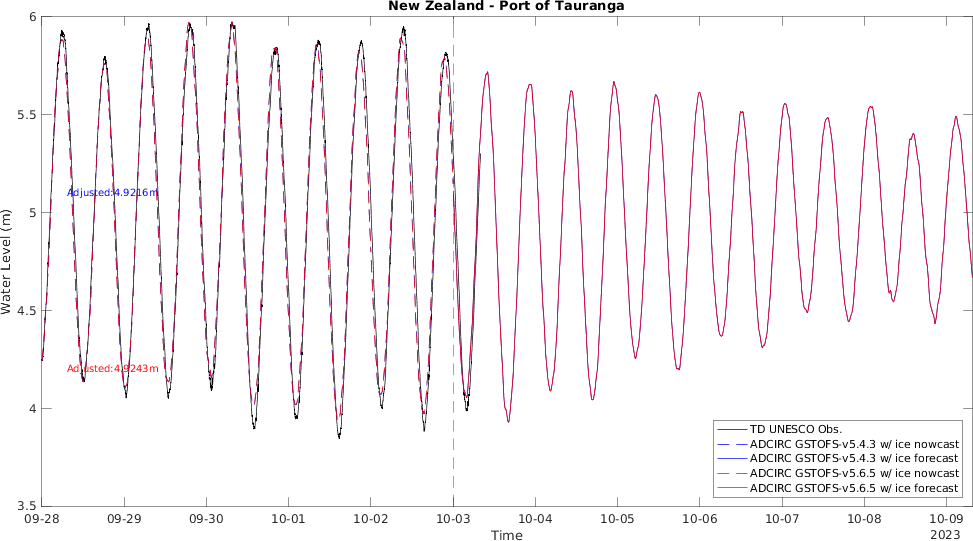 New Zealand - Port of Tauranga
6
5.5
5
4.5
4
3.5
Water Level (m)
Adjusted:4.9216m
Adjusted:4.9243m
TD UNESCO Obs.
ADCIRC GSTOFS-v5.4.3 w/ ice nowcast
ADCIRC GSTOFS-v5.4.3 w/ ice forecast
ADCIRC GSTOFS-v5.6.5 w/ ice nowcast
ADCIRC GSTOFS-v5.6.5 w/ ice forecast
09-28 09-29 09-30 10-01 10-02 10-03 10-04 10-05 10-06 10-07 10-08 10-09
2023
Time